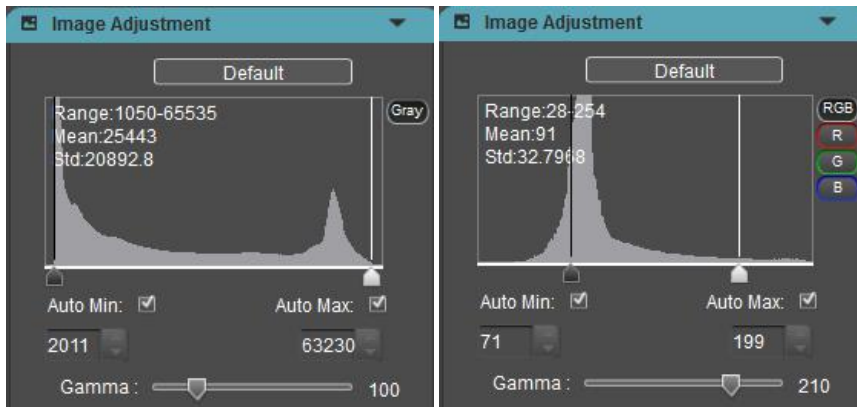 Image Adjustment
Default
Range:1050-65535
Gray
Mean:25443
Std:20892.8
Auto Min:
Auto Max:
2011
63230
Gamma :
100
Image Adjustment
Default
Range:28-254
RGB
Mean:91
R
Std:32.7968
G
B
Auto Min:
Auto Max:
71
199
Gamma :
210